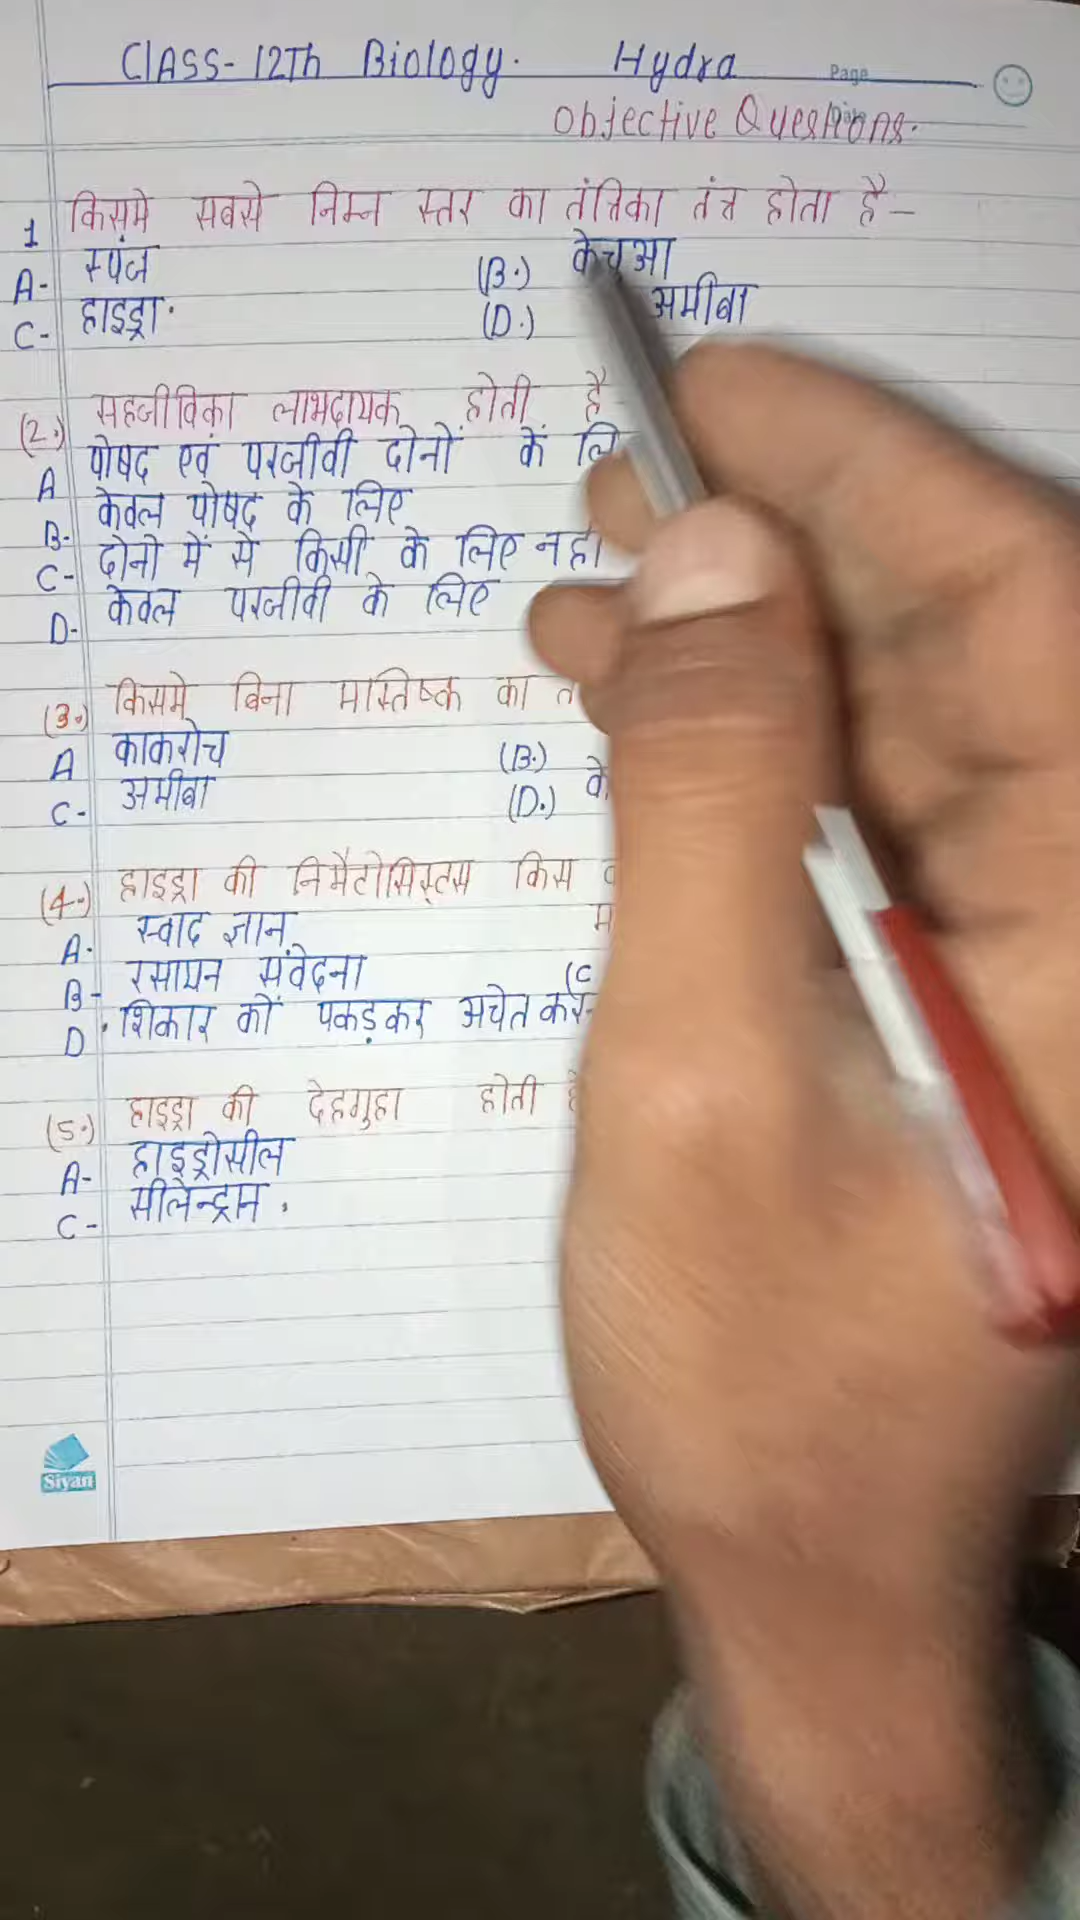 CLASS- 12Th Biology. Hydra
Page
Objective Questions.
1 किसमे सबसे निम्न स्तर का तंत्रिका तंत्र होता है-
A- स्पंज (B.) केचुआ
C- हाइड्रा. (D.) अमीबा
(2.) सहजीविका लाभदायक होती है
A पोषद एवं परजीवी दोनों के लि
B- केवल पोषद के लिए
C- दोनो में से किसी के लिए नही
D- केवल परजीवी के लिए
(3.) किसमे बिना मस्तिष्क का
A काकरोच (B.)
C- अमीबा (D.) के
(4.) हाइड्रा की निमैटोसिस्टस किस
A. स्वाद ज्ञान
B- रसायन संवेदना (C
D. शिकार को पकड़कर अचेत कर
(5.) हाइड्रा की देहगुहा होती है
A- हाइड्रोसील
C- सीलेन्ट्रान .
Siyan